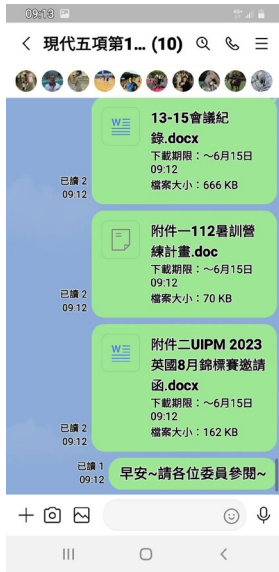 09:13
現代五項第1... (10)
W
13-15會議紀
錄.docx
下載期限：～6月15日
09:12
檔案大小：666 KB
已讀 2
09:12
附件一112暑訓營
練計畫.doc
下載期限：～6月15日
09:12
檔案大小：70 KB
已讀 2
09:12
W
附件二UIPM 2023
英國8月錦標賽邀請
函.docx
下載期限：～6月15日
09:12
檔案大小：162 KB
已讀 2
09:12
已讀 1
09:12
早安~請各位委員參閱~